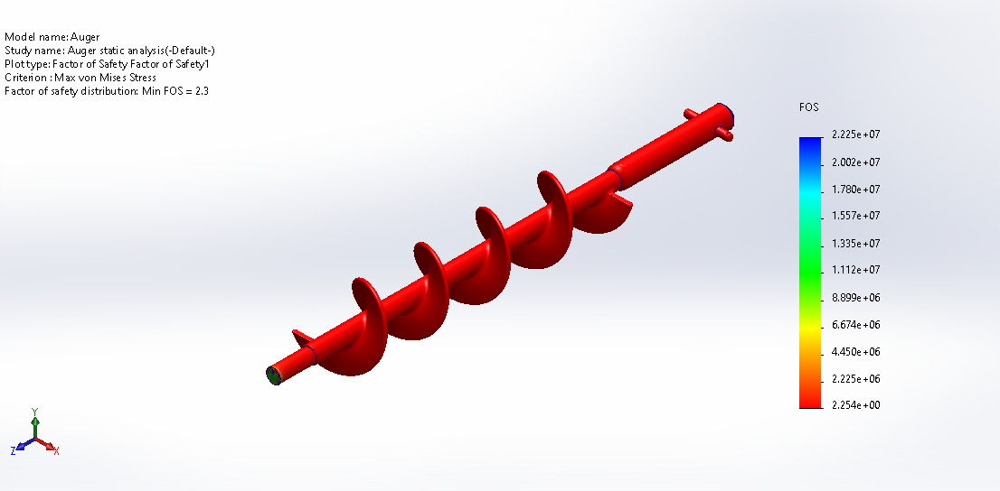 Model name: Auger
Study name: Auger static analysis(-Default-)
Plot type: Factor of Safety Factor of Safety1
Criterion : Max von Mises Stress
Factor of safety distribution: Min FOS = 2.3
FOS
2.225e+07
2.002e+07
1.780e+07
1.557e+07
1.335e+07
1.112e+07
8.899e+06
6.674e+06
4.450e+06
2.225e+06
2.254e+00
Y
Z
X